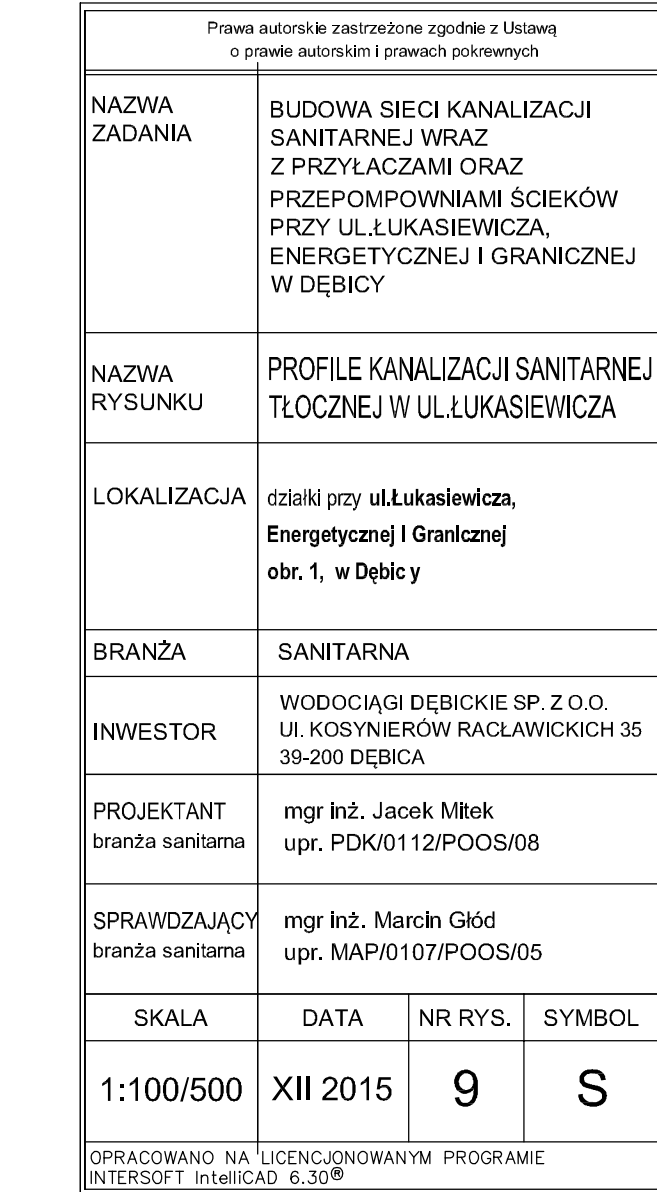 Prawa autorskie zastrzeżone zgodnie z Ustawą
o prawie autorskim i prawach pokrewnych
NAZWA
ZADANIA
BUDOWA SIECI KANALIZACJI
SANITARNEJ WRAZ
Z PRZYŁACZAMI ORAZ
PRZEPOMPOWNIAMI ŚCIEKÓW
PRZY UL.ŁUKASIEWICZA,
ENERGETYCZNEJ I GRANICZNEJ
W DĘBICY
NAZWA
RYSUNKU
PROFILE KANALIZACJI SANITARNEJ
TŁOCZNEJ W UL.ŁUKASIEWICZA
LOKALIZACJA
działki przy ul.Łukasiewicza,
Energetycznej I GranIcznej
obr. 1, w Dębic y
BRANŻA
SANITARNA
INWESTOR
WODOCIĄGI DĘBICKIE SP. Z O.O.
Ul. KOSYNIERÓW RACŁAWICKICH 35
39-200 DĘBICA
PROJEKTANT
branża sanitarna
mgr inż. Jacek Mitek
upr. PDK/0112/POOS/08
SPRAWDZAJĄCY
branża sanitarna
mgr inż. Marcin Głód
upr. MAP/0107/POOS/05
SKALA DATA NR RYS. SYMBOL
1:100/500 XII 2015 9 S
OPRACOWANO NA LICENCJONOWANYM PROGRAMIE
INTERSOFT IntelliCAD 6.30®